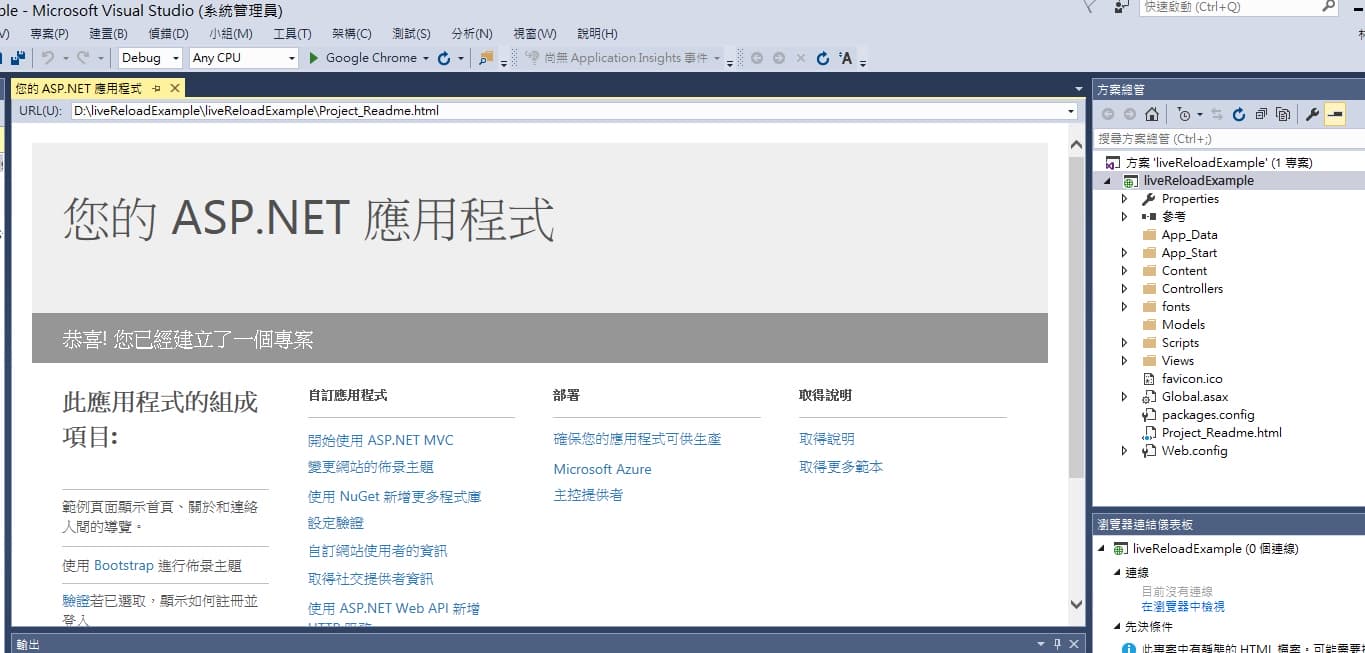 ple - Microsoft Visual Studio (系統管理員)
快速啟動 (Ctrl+Q)
V) 專案(P) 建置(B) 偵錯(D) 小組(M) 工具(T) 架構(C) 測試(S) 分析(N) 視窗(W) 說明(H)
Debug Any CPU Google Chrome 尚無 Application Insights 事件
您的 ASP.NET 應用程式
URL(U): D:\liveReloadExample\liveReloadExample\Project_Readme.html
您的 ASP.NET 應用程式
恭喜! 您已經建立了一個專案
此應用程式的組成
項目:
範例頁面顯示首頁、關於和連絡
人間的導覽。
使用 Bootstrap 進行佈景主題
驗證若已選取，顯示如何註冊並
登入
自訂應用程式
開始使用 ASP.NET MVC
變更網站的佈景主題
使用 NuGet 新增更多程式庫
設定驗證
自訂網站使用者的資訊
取得社交提供者資訊
使用 ASP.NET Web API 新增
HTTP 服務
部署
確保您的應用程式可供生產
Microsoft Azure
主控提供者
取得說明
取得說明
取得更多範本
輸出
方案總管
搜尋方案總管 (Ctrl+;)
方案 'liveReloadExample' (1 專案)
liveReloadExample
Properties
參考
App_Data
App_Start
Content
Controllers
fonts
Models
Scripts
Views
favicon.ico
Global.asax
packages.config
Project_Readme.html
Web.config
瀏覽器連結儀表板
liveReloadExample (0 個連線)
連線
目前沒有連線
在瀏覽器中檢視
先決條件
此專案中有靜態的 HTML 檔案。可能需要